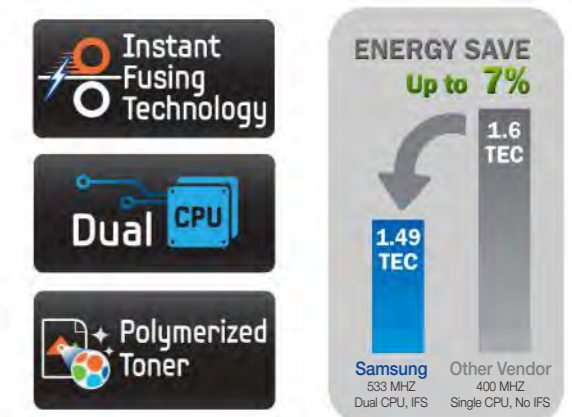 Instant
Fusing
Technology
Dual CPU
Polymerized
Toner
ENERGY SAVE
Up to 7%
1.6
TEC
1.49
TEC
Samsung
533 MHZ
Dual CPU, IFS
Other Vendor
400 MHZ
Single CPU, No IFS